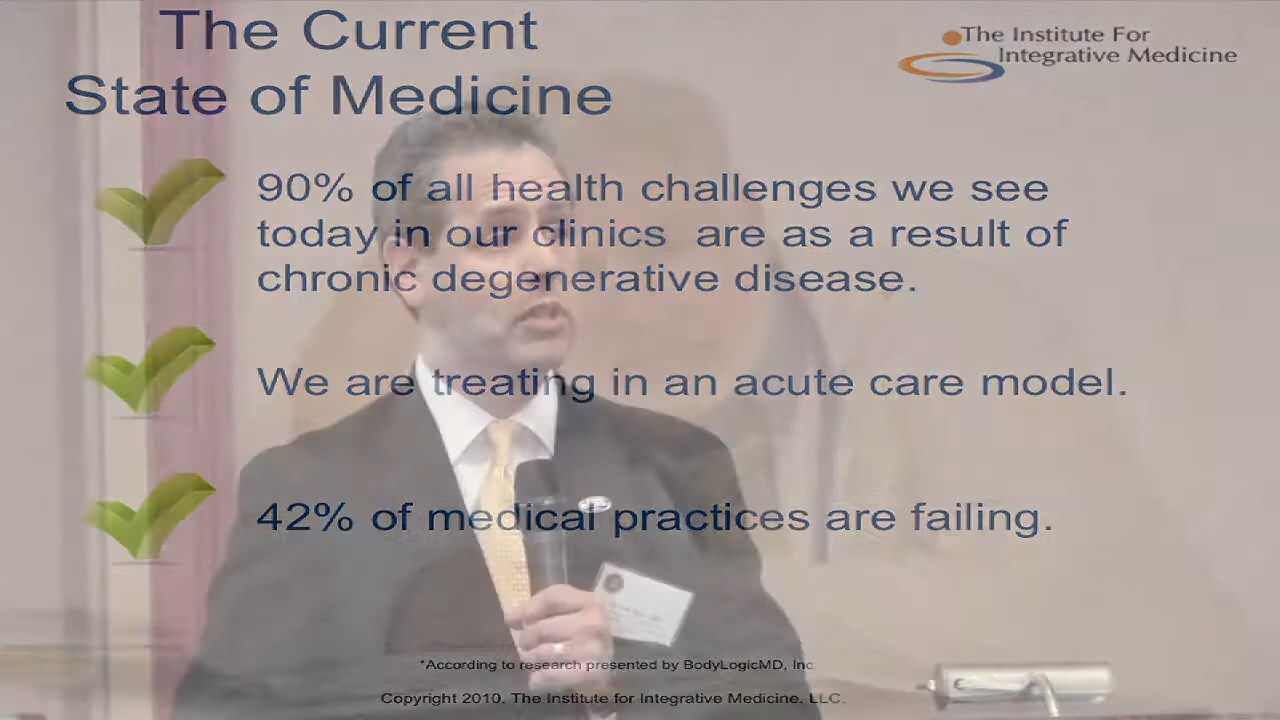 The Current
State of Medicine
The Institute For
Integrative Medicine
90% of all health challenges we see
today in our clinics are as a result of
chronic degenerative disease.
We are treating in an acute care model.
42% of medical practices are failing.
*According to research presented by BodyLogicMD, Inc
Copyright 2010, The Institute for Integrative Medicine, LLC.